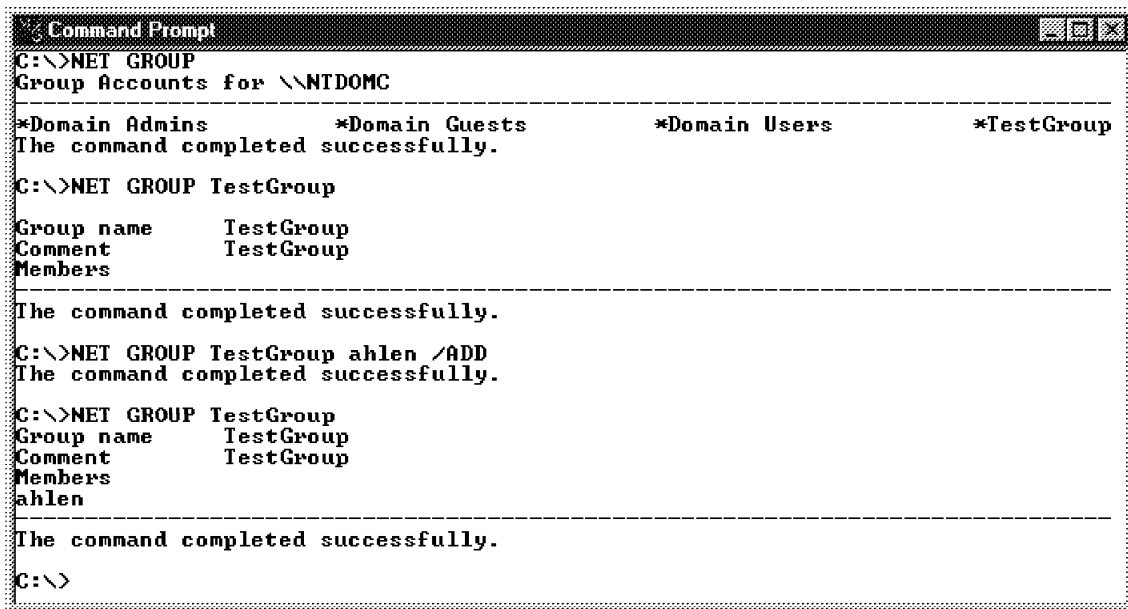 Command Prompt
C:\>NET GROUP
Group Accounts for \\NTDOMC
-------------------------------------------------------------------------------
*Domain Admins *Domain Guests *Domain Users *TestGroup
The command completed successfully.
C:\>NET GROUP TestGroup
Group name TestGroup
Comment TestGroup
Members
-------------------------------------------------------------------------------
The command completed successfully.
C:\>NET GROUP TestGroup ahlen /ADD
The command completed successfully.
C:\>NET GROUP TestGroup
Group name TestGroup
Comment TestGroup
Members
ahlen
-------------------------------------------------------------------------------
The command completed successfully.
C:\>